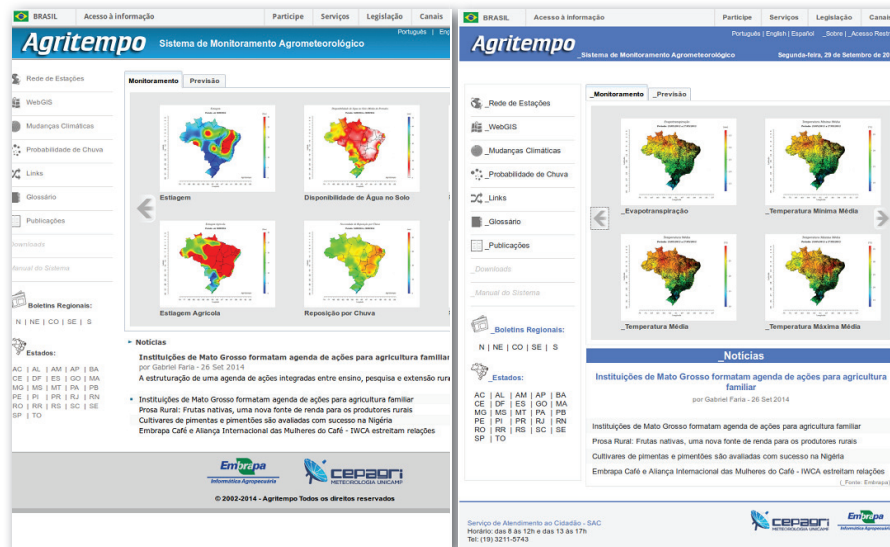 BRASIL Acesso à informação Participe Serviços Legislação Canais
Português | Eng
Agritempo Sistema de Monitoramento Agrometeorológico
Rede de Estações
WebGIS
Mudanças Climáticas
Probabilidade de Chuva
Links
Glossário
Publicações
Downloads
Manual do Sistema
Boletins Regionais:
N | NE | CO | SE | S
Estados:
AC | AL | AM | AP | BA
CE | DF | ES | GO | MA
MG | MS | MT | PA | PB
PE | PI | PR | RJ | RN
RO | RR | RS | SC | SE
SP | TO
Monitoramento Previsão
Estiagem Disponibilidade de Água no Solo
Estiagem Agrícola Reposição por Chuva
Notícias
Instituições de Mato Grosso formatam agenda de ações para agricultura familiar
por Gabriel Faria - 26 Set 2014
A estruturação de uma agenda de ações integradas entre ensino, pesquisa e extensão rura
Instituições de Mato Grosso formatam agenda de ações para agricultura familiar
Prosa Rural: Frutas nativas, uma nova fonte de renda para os produtores rurais
Cultivares de pimentas e pimentões são avaliadas com sucesso na Nigéria
Embrapa Café e Aliança Internacional das Mulheres do Café - IWCA estreitam relações
Embrapa
Informática Agropecuária
cepagri
METEOROLOGIA UNICAMP
© 2002-2014 - Agritempo Todos os direitos reservados
BRASIL Acesso à informação Participe Serviços Legislação Canais
Português | English | Español _Sobre |_Acesso Restr
Agritempo
_Sistema de Monitoramento Agrometeorológico Segunda-feira, 29 de Setembro de 20
_Rede de Estações
_WebGIS
_Mudanças Climáticas
_Probabilidade de Chuva
_Links
_Glossário
_Publicações
_Downloads
_Manual do Sistema
_Boletins Regionais:
N | NE | CO | SE | S
_Estados:
AC | AL | AM | AP | BA
CE | DF | ES | GO | MA
MG | MS | MT | PA | PB
PE | PI | PR | RJ | RN
RO | RR | RS | SC | SE
SP | TO
_Monitoramento _Previsão
_Evapotranspiração _Temperatura Mínima Média
_Temperatura Média _Temperatura Máxima Média
_Notícias
Instituições de Mato Grosso formatam agenda de ações para agricultura
familiar
por Gabriel Faria - 26 Set 2014
Instituições de Mato Grosso formatam agenda de ações para agricultura familiar
Prosa Rural: Frutas nativas, uma nova fonte de renda para os produtores rurais
Cultivares de pimentas e pimentões são avaliadas com sucesso na Nigéria
Embrapa Café e Aliança Internacional das Mulheres do Café - IWCA estreitam relações
(_Fonte: Embrapa)
Serviço de Atendimento ao Cidadão - SAC
Horário: das 8 às 12h e das 13 às 17h
Tel: (19) 3211-5743
cepagri
METEOROLOGIA UNICAMP
Embrapa
Informática Agropecuária